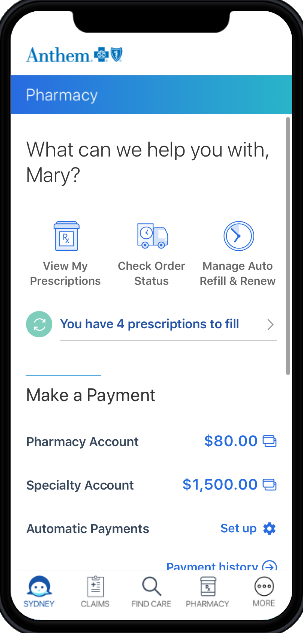 Anthem
Pharmacy
What can we help you with,
Mary?
Rx
View My
Prescriptions
Check Order
Status
Manage Auto
Refill & Renew
You have 4 prescriptions to fill
Make a Payment
Pharmacy Account $80.00
Specialty Account $1,500.00
Automatic Payments Set up
Payment history
SYDNEY CLAIMS FIND CARE PHARMACY MORE